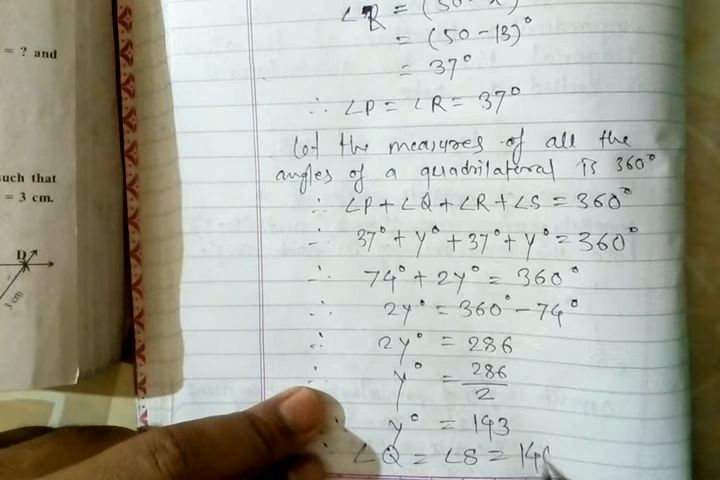 = ? and
such that
= 3 cm.
D
3 cm
∠R = (50 - x)°
= (50 - 13)°
= 37°
∴ ∠P = ∠R = 37°
Let the measures of all the
angles of a quadrilateral is 360°
∴ ∠P + ∠Q + ∠R + ∠S = 360°
∴ 37° + y° + 37° + y° = 360°
∴ 74° + 2y° = 360°
∴ 2y° = 360° - 74°
∴ 2y° = 286
∴ y° = 286/2
∴ y° = 143
∴ ∠Q = ∠S = 14